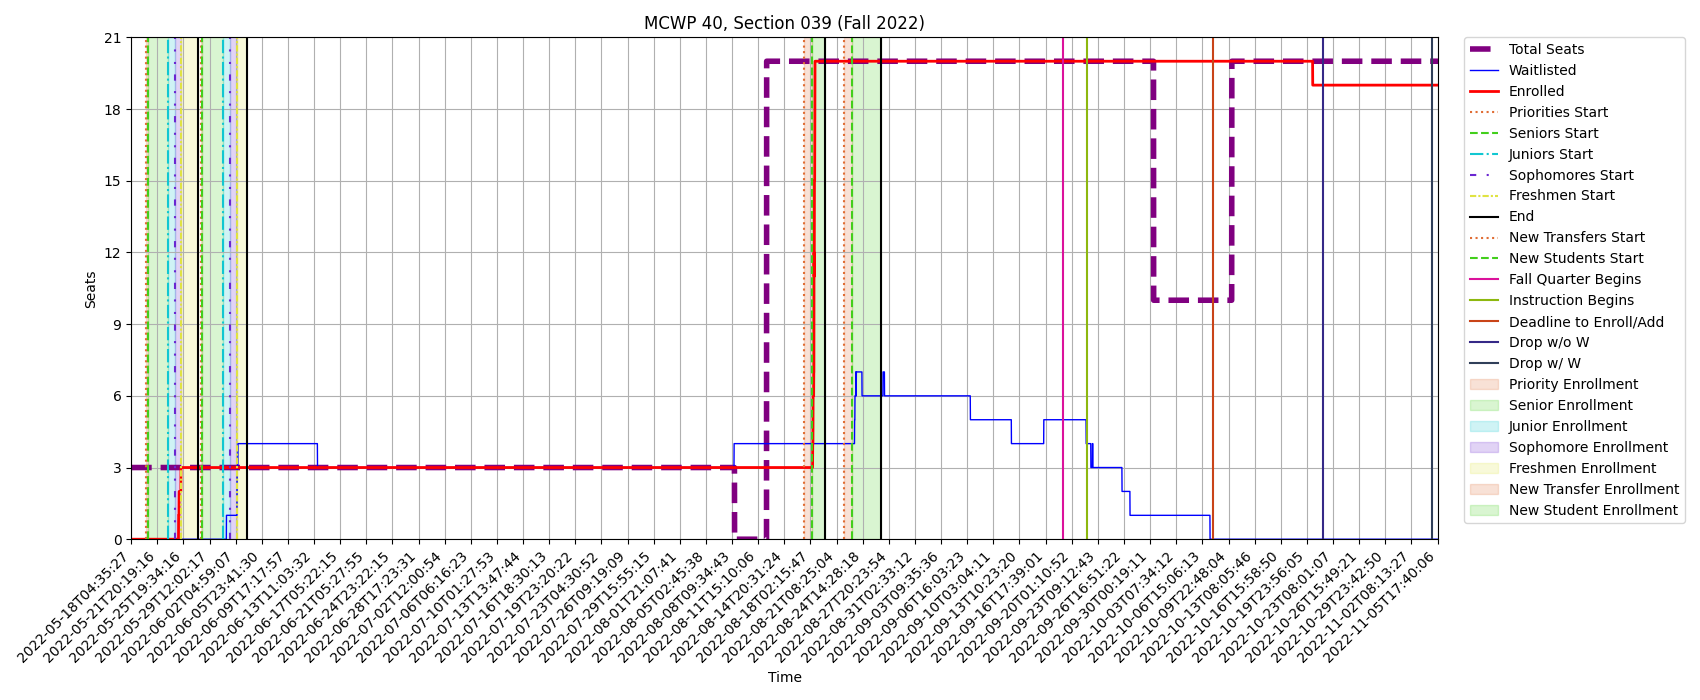 MCWP 40, Section 039 (Fall 2022)
Seats
21
18
15
12
9
6
3
0
2022-05-18T04:35:27
2022-05-21T20:19:16
2022-05-25T19:34:16
2022-05-29T12:02:17
2022-06-02T04:59:07
2022-06-05T23:41:30
2022-06-09T17:17:57
2022-06-13T11:03:32
2022-06-17T05:22:15
2022-06-21T05:27:55
2022-06-24T23:22:15
2022-06-28T17:23:31
2022-07-02T12:00:54
2022-07-06T06:16:23
2022-07-10T01:27:53
2022-07-13T13:47:44
2022-07-16T18:30:13
2022-07-19T23:20:22
2022-07-23T04:30:52
2022-07-26T09:19:09
2022-07-29T15:55:15
2022-08-01T21:07:41
2022-08-05T02:45:38
2022-08-08T09:34:43
2022-08-11T15:10:06
2022-08-14T20:31:24
2022-08-18T02:15:47
2022-08-21T08:25:04
2022-08-24T14:28:18
2022-08-27T20:23:54
2022-08-31T02:33:12
2022-09-03T09:35:36
2022-09-06T16:03:23
2022-09-10T03:04:11
2022-09-13T10:23:20
2022-09-16T17:39:01
2022-09-20T01:10:52
2022-09-23T09:12:43
2022-09-26T16:51:22
2022-09-30T00:19:11
2022-10-03T07:34:12
2022-10-06T15:06:13
2022-10-09T22:48:04
2022-10-13T08:05:46
2022-10-16T15:58:50
2022-10-19T23:56:05
2022-10-23T08:01:07
2022-10-26T15:49:21
2022-10-29T23:42:50
2022-11-02T08:13:27
2022-11-05T17:40:06
Time
Total Seats
Waitlisted
Enrolled
Priorities Start
Seniors Start
Juniors Start
Sophomores Start
Freshmen Start
End
New Transfers Start
New Students Start
Fall Quarter Begins
Instruction Begins
Deadline to Enroll/Add
Drop w/o W
Drop w/ W
Priority Enrollment
Senior Enrollment
Junior Enrollment
Sophomore Enrollment
Freshmen Enrollment
New Transfer Enrollment
New Student Enrollment